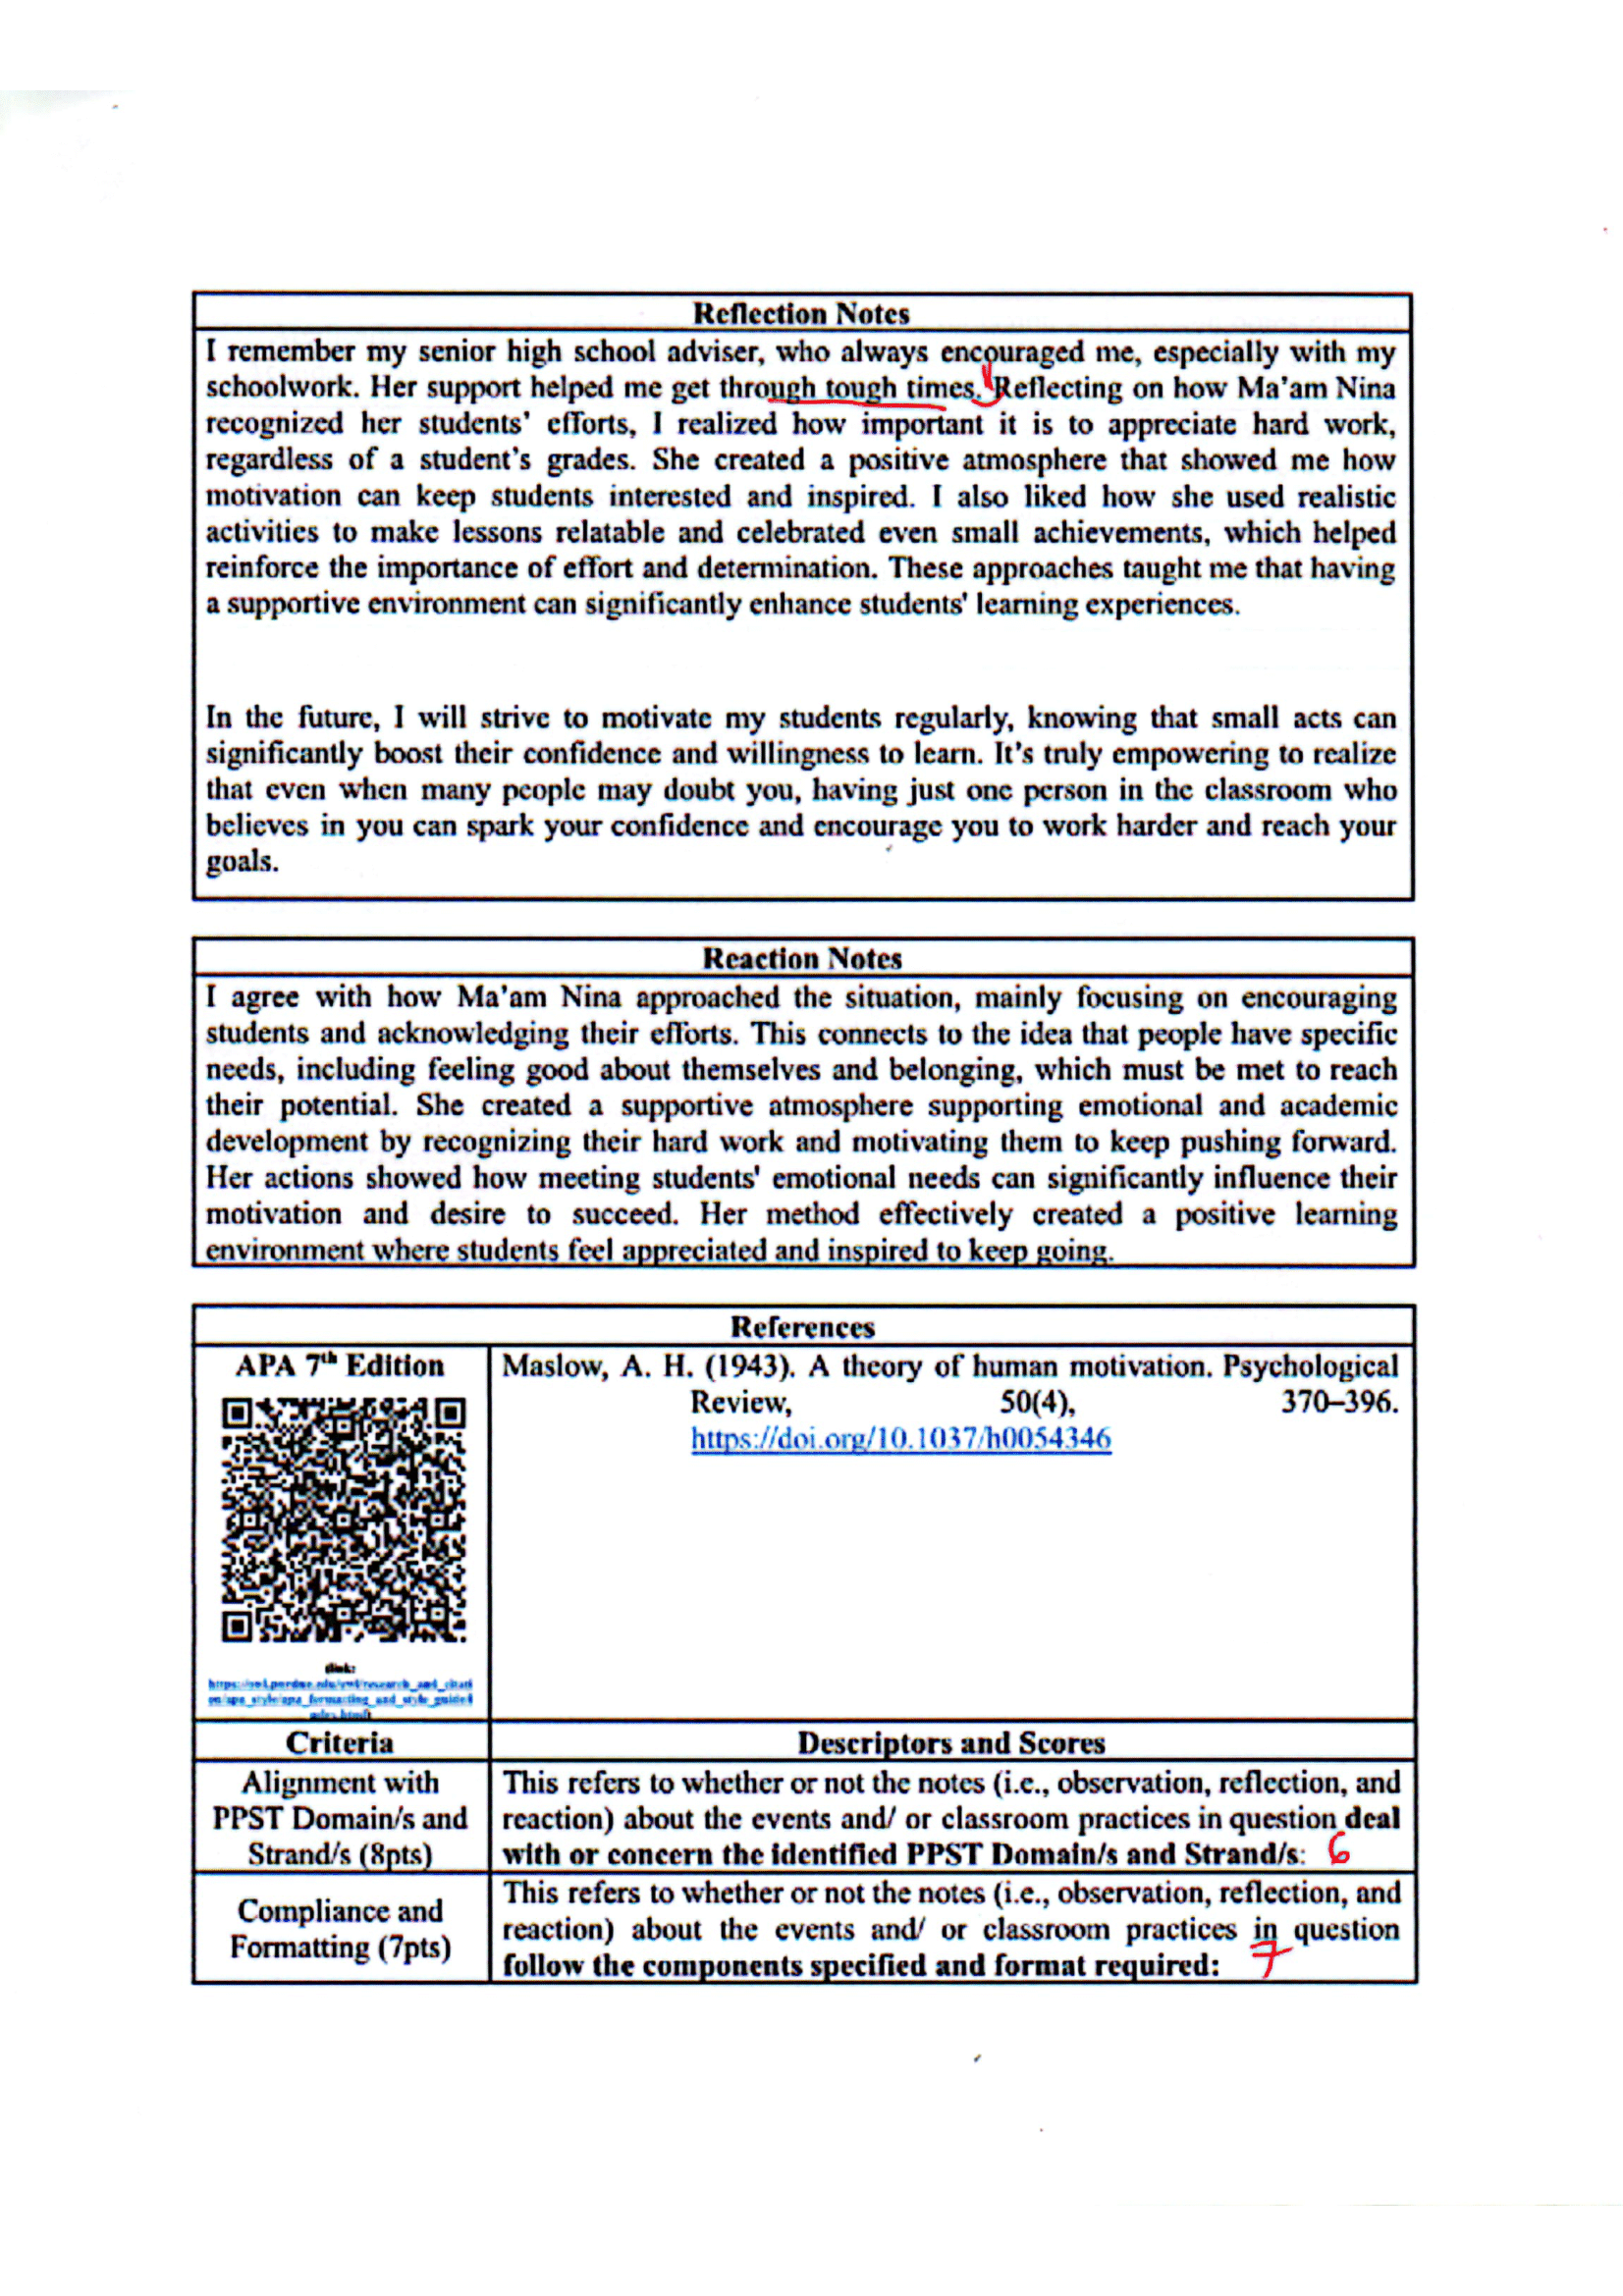 Reflection Notes
I remember my senior high school adviser, who always encouraged me, especially with my
schoolwork. Her support helped me get through tough times. Reflecting on how Ma'am Nina
recognized her students' efforts, I realized how important it is to appreciate hard work,
regardless of a student's grades. She created a positive atmosphere that showed me how
motivation can keep students interested and inspired. I also liked how she used realistic
activities to make lessons relatable and celebrated even small achievements, which helped
reinforce the importance of effort and determination. These approaches taught me that having
a supportive environment can significantly enhance students' learning experiences.
In the future, I will strive to motivate my students regularly, knowing that small acts can
significantly boost their confidence and willingness to learn. It's truly empowering to realize
that even when many people may doubt you, having just one person in the classroom who
believes in you can spark your confidence and encourage you to work harder and reach your
goals.
Reaction Notes
I agree with how Ma'am Nina approached the situation, mainly focusing on encouraging
students and acknowledging their efforts. This connects to the idea that people have specific
needs, including feeling good about themselves and belonging, which must be met to reach
their potential. She created a supportive atmosphere supporting emotional and academic
development by recognizing their hard work and motivating them to keep pushing forward.
Her actions showed how meeting students' emotional needs can significantly influence their
motivation and desire to succeed. Her method effectively created a positive learning
environment where students feel appreciated and inspired to keep going.
References
APA 7th Edition
(link:
https://owl.purdue.edu/owl/research_and_citati
on/apa_style/apa_formatting_and_style_guide/i
ndex.html)
Maslow, A. H. (1943). A theory of human motivation. Psychological
Review, 50(4), 370–396.
https://doi.org/10.1037/h0054346
Criteria
Descriptors and Scores
Alignment with
PPST Domain/s and
Strand/s (8pts)
This refers to whether or not the notes (i.e., observation, reflection, and
reaction) about the events and/ or classroom practices in question deal
with or concern the identified PPST Domain/s and Strand/s: 6
Compliance and
Formatting (7pts)
This refers to whether or not the notes (i.e., observation, reflection, and
reaction) about the events and/ or classroom practices in question
follow the components specified and format required: 7